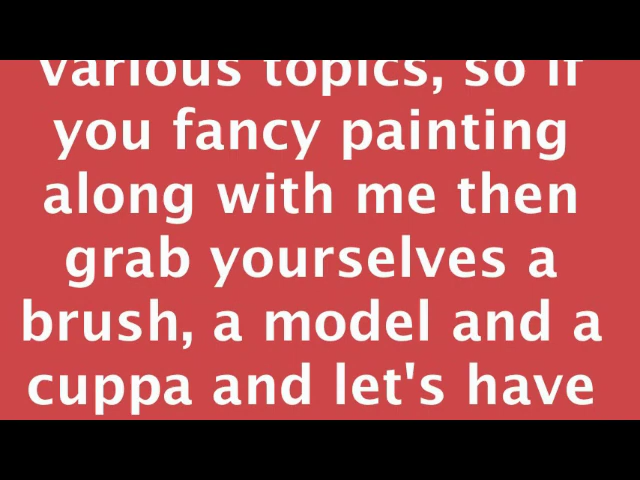 various topics, so if
you fancy painting
along with me then
grab yourselves a
brush, a model and a
cuppa and let's have